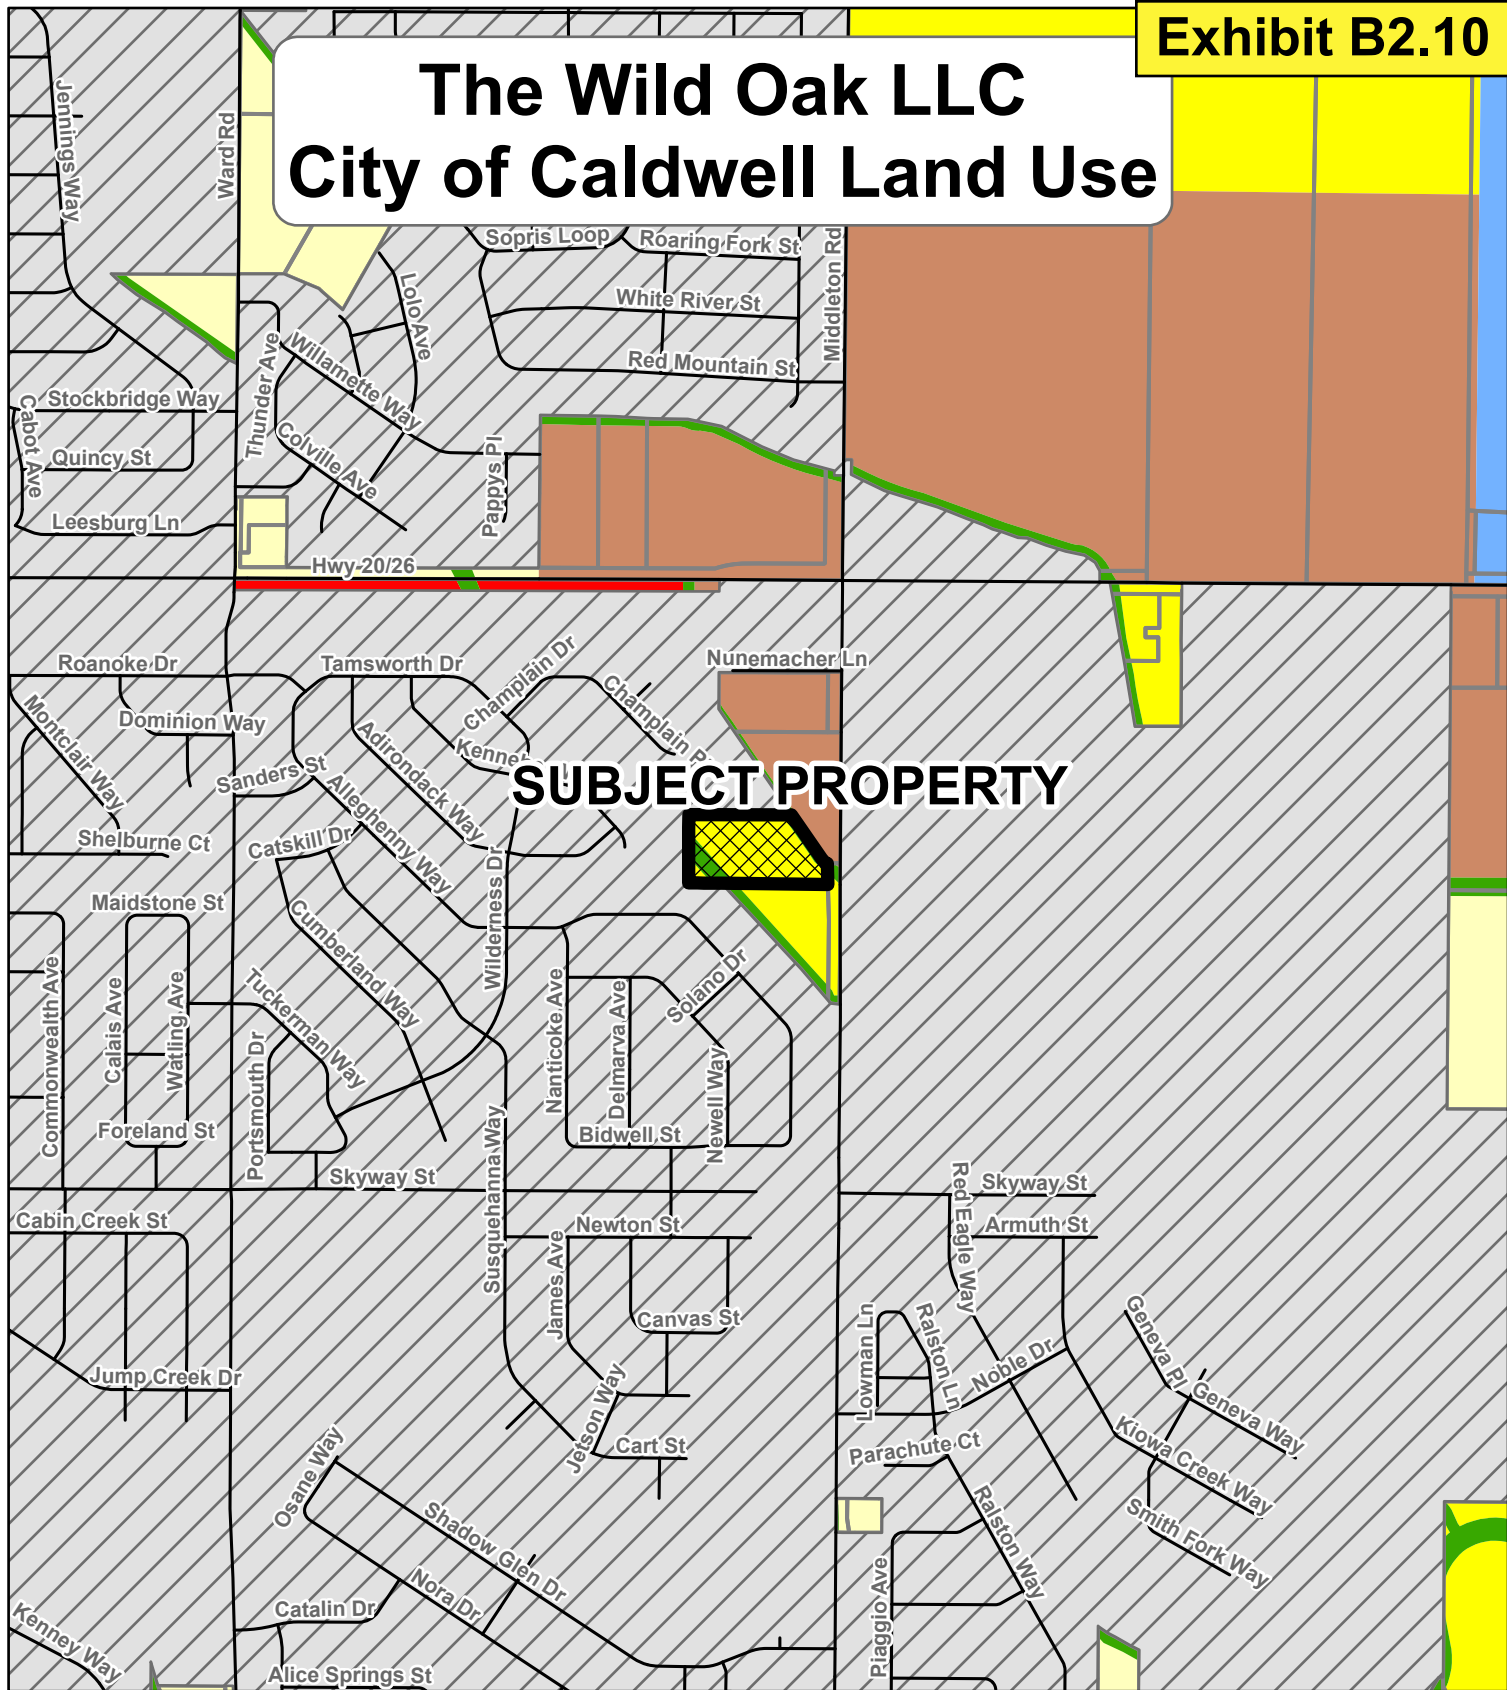 Exhibit B2.10
The Wild Oak LLC
City of Caldwell Land Use
Jennings Way
Ward Rd
Sopris Loop
Roaring Fork St
Middleton Rd
Lolo Ave
White River St
Thunder Ave
Willamette Way
Red Mountain St
Stockbridge Way
Cabot Ave
Quincy St
Colville Ave
Pappys Pl
Leesburg Ln
Hwy 20/26
Roanoke Dr
Tamsworth Dr
Champlain Dr
Nunemacher Ln
Montclair Way
Dominion Way
Champlain
Adirondack Way
Sanders St
Alleghenny Way
SUBJECT PROPERTY
Shelburne Ct
Catskill Dr
Wilderness Dr
Maidstone St
Cumberland Way
Commonwealth Ave
Calais Ave
Watling Ave
Tuckerman Way
Solano Dr
Nanticoke Ave
Delmarva Ave
Portsmouth Dr
Newell Way
Foreland St
Bidwell St
Susquehanna Way
Skyway St
Red Eagle Way
Skyway St
Cabin Creek St
Newton St
Armuth St
James Ave
Canvas St
Lowman Ln
Ralston Ln
Geneva Pl
Noble Dr
Jump Creek Dr
Jetson Way
Geneva Way
Osane Way
Cart St
Parachute Ct
Kiowa Creek Way
Shadow Glen Dr
Ralston Way
Smith Fork Way
Nora Dr
Catalin Dr
Piaggio Ave
Kenney Way
Alice Springs St